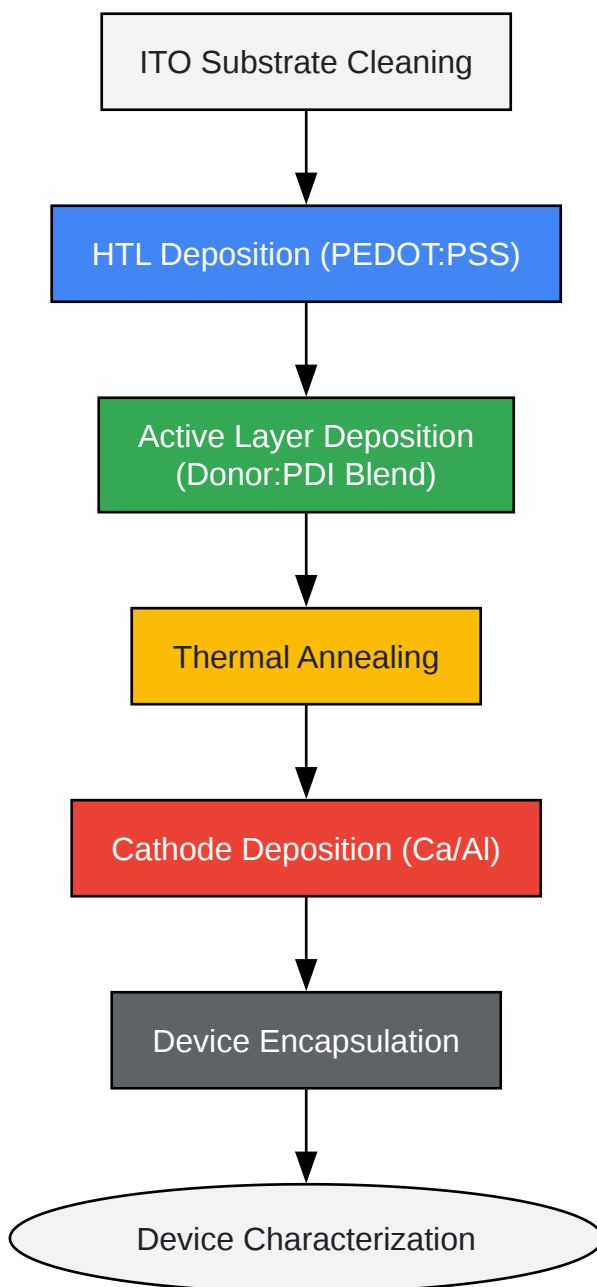 ITO Substrate Cleaning
HTL Deposition (PEDOT:PSS)
Active Layer Deposition
(Donor:PDI Blend)
Thermal Annealing
Cathode Deposition (Ca/Al)
Device Encapsulation
Device Characterization